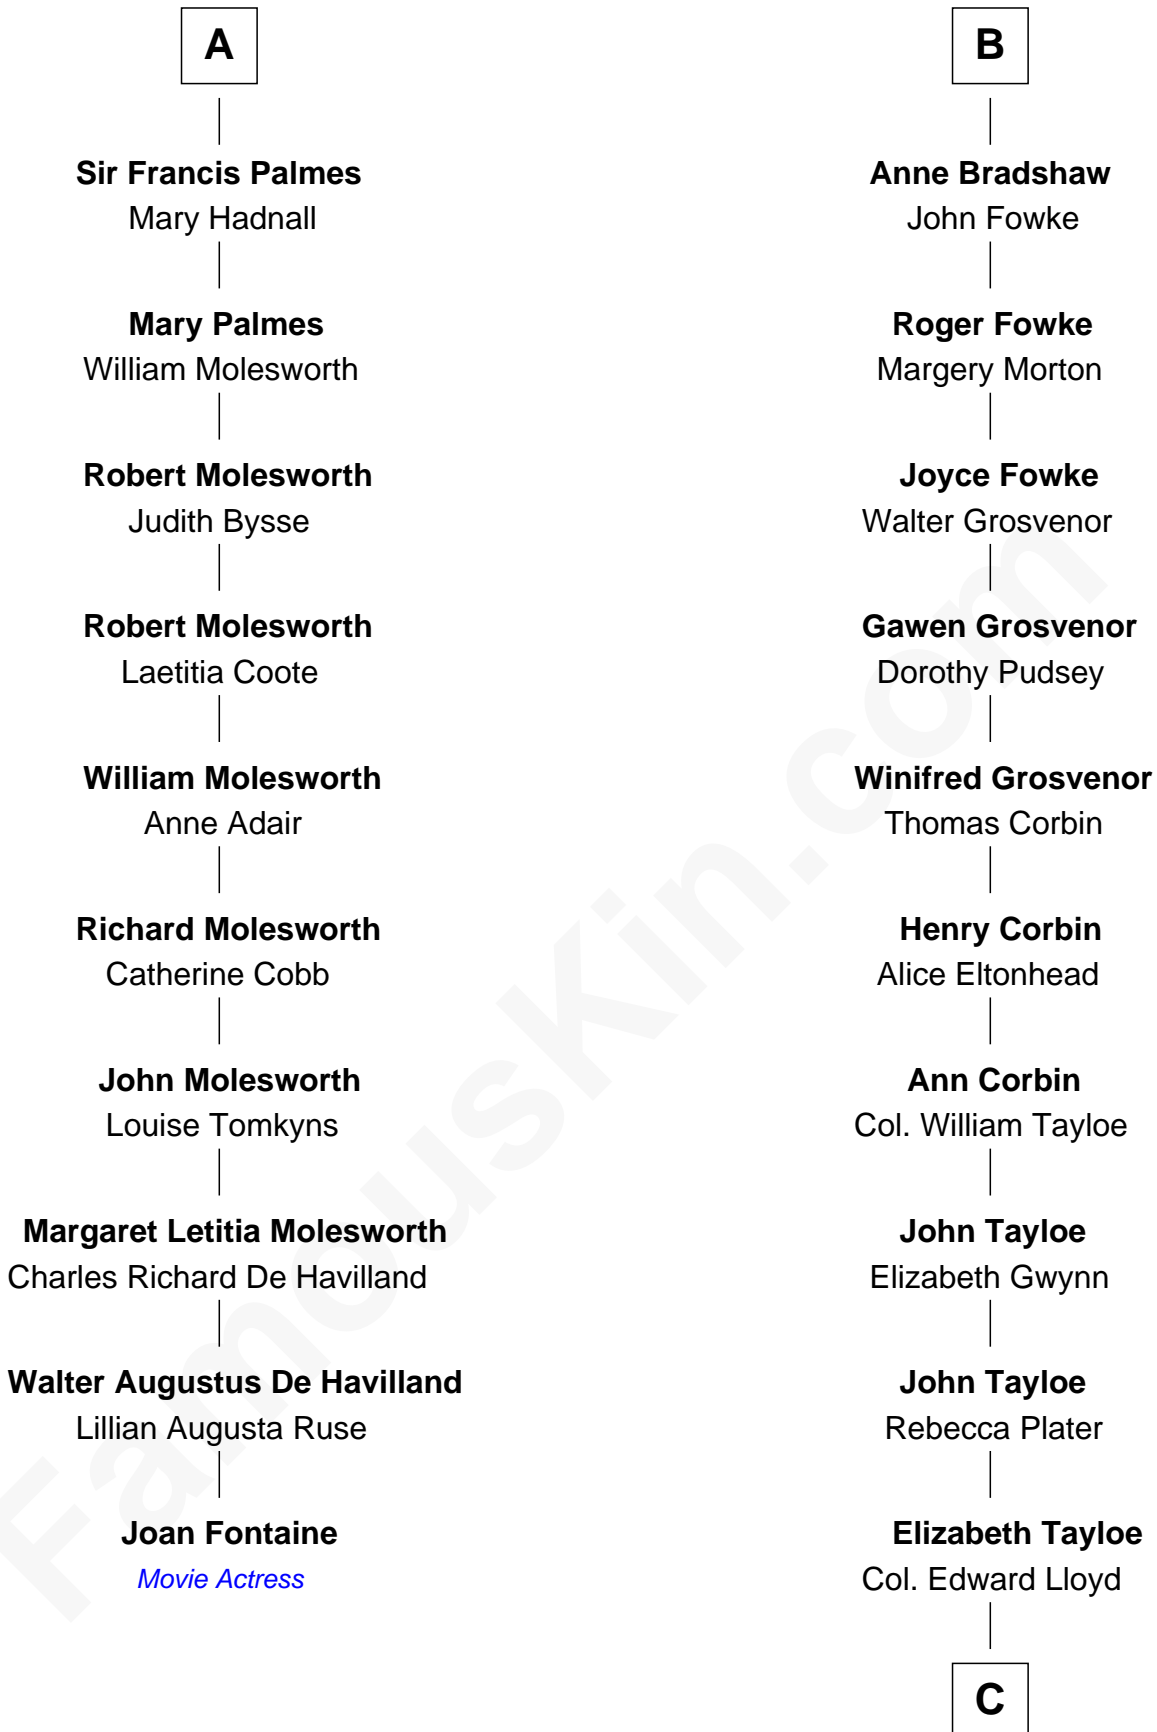 A
Sir Francis Palmes
Mary Hadnall
Mary Palmes
William Molesworth
Robert Molesworth
Judith Bysse
Robert Molesworth
Laetitia Coote
William Molesworth
Anne Adair
Richard Molesworth
Catherine Cobb
John Molesworth
Louise Tomkyns
Margaret Letitia Molesworth
Charles Richard De Havilland
Walter Augustus De Havilland
Lillian Augusta Ruse
Joan Fontaine
Movie Actress
B
Anne Bradshaw
John Fowke
Roger Fowke
Margery Morton
Joyce Fowke
Walter Grosvenor
Gawen Grosvenor
Dorothy Pudsey
Winifred Grosvenor
Thomas Corbin
Henry Corbin
Alice Eltonhead
Ann Corbin
Col. William Tayloe
John Tayloe
Elizabeth Gwynn
John Tayloe
Rebecca Plater
Elizabeth Tayloe
Col. Edward Lloyd
C
FamousKin.com